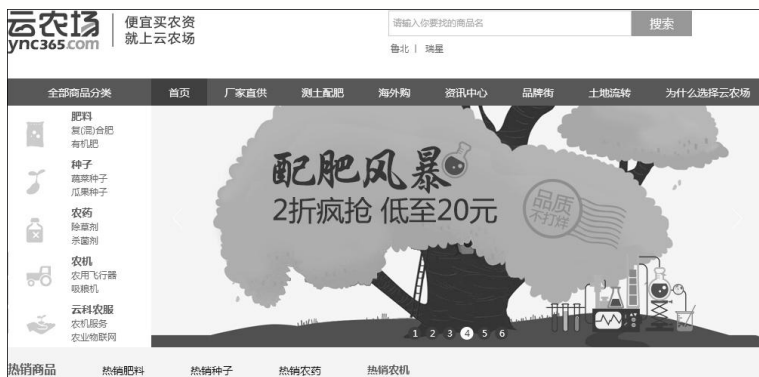 云农场
ync365.com
便宜买农资
就上云农场
请输入你要找的商品名
搜索
鲁北 | 瑞星
全部商品分类 首页 厂家直供 测土配肥 海外购 资讯中心 品牌街 土地流转 为什么选择云农场
肥料
复(混)合肥
有机肥
种子
蔬菜种子
瓜果种子
农药
除草剂
杀菌剂
农机
农用飞行器
吸粮机
云科农服
农机服务
农业物联网
配肥风暴
2折疯抢 低至20元
品质
不打烊
1 2 3 4 5 6
热销商品 热销肥料 热销种子 热销农药 热销农机